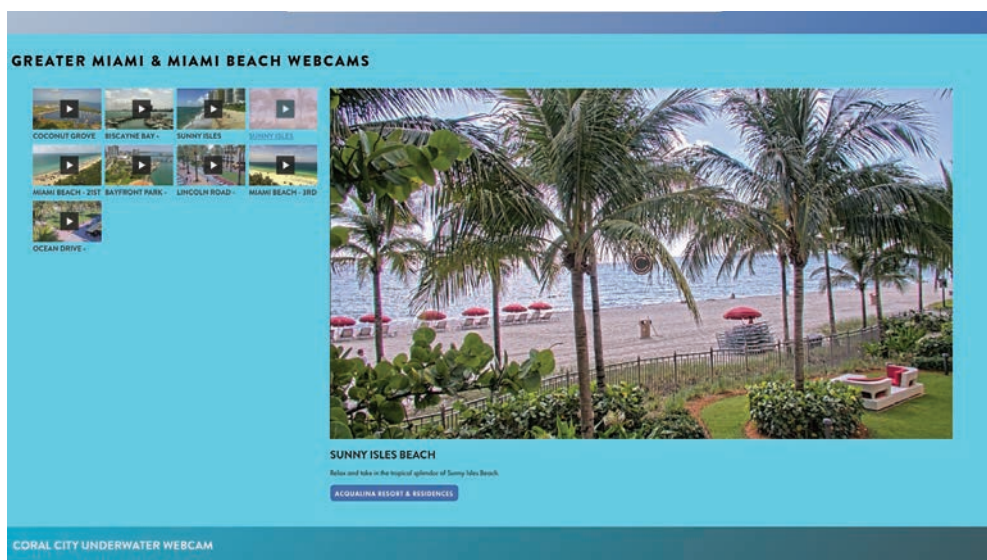 GREATER MIAMI & MIAMI BEACH WEBCAMS
COCONUT GROVE
BISCAYNE BAY -
SUNNY ISLES
SUNNY ISLES
MIAMI BEACH - 21ST
BAYFRONT PARK -
LINCOLN ROAD -
MIAMI BEACH - 3RD
OCEAN DRIVE -
SUNNY ISLES BEACH
Relax and take in the tropical splendor of Sunny Isles Beach.
ACQUALINA RESORT & RESIDENCES
CORAL CITY UNDERWATER WEBCAM